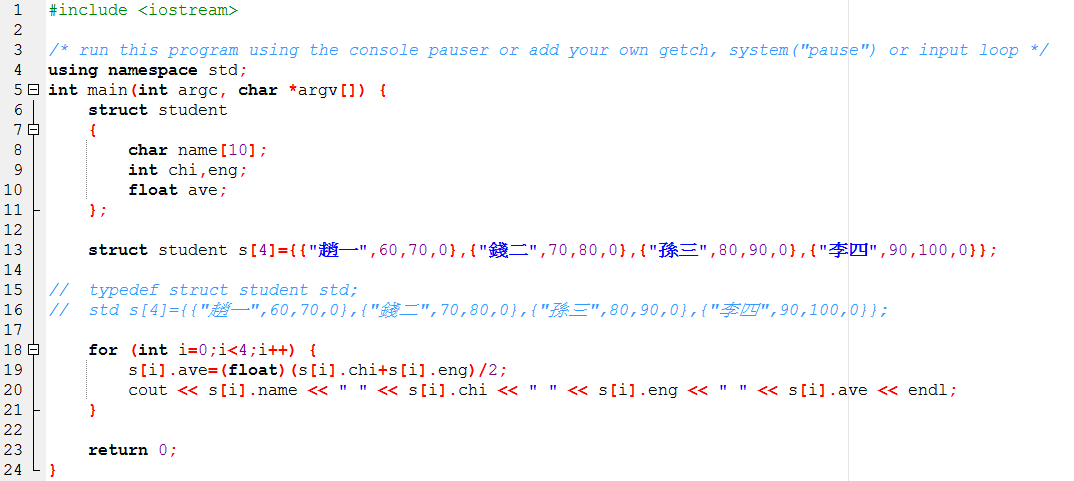 1 #include <iostream>
2
3 /* run this program using the console pauser or add your own getch, system("pause") or input loop */
4 using namespace std;
5 int main(int argc, char *argv[]) {
6 struct student
7 {
8 char name[10];
9 int chi,eng;
10 float ave;
11 };
12
13 struct student s[4]={{"趙一",60,70,0},{"錢二",70,80,0},{"孫三",80,90,0},{"李四",90,100,0}};
14
15 // typedef struct student std;
16 // std s[4]={{"趙一",60,70,0},{"錢二",70,80,0},{"孫三",80,90,0},{"李四",90,100,0}};
17
18 for (int i=0;i<4;i++) {
19 s[i].ave=(float)(s[i].chi+s[i].eng)/2;
20 cout << s[i].name << " " << s[i].chi << " " << s[i].eng << " " << s[i].ave << endl;
21 }
22
23 return 0;
24 }